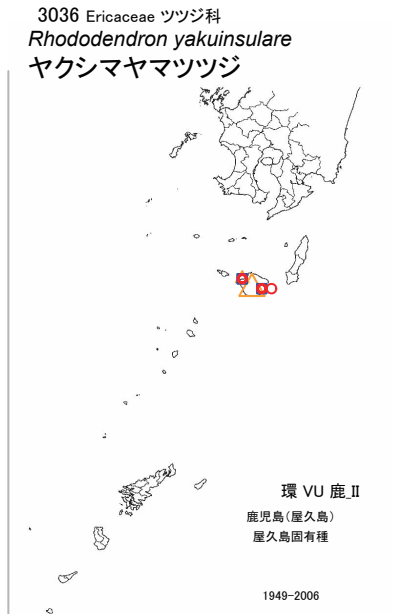 3036 Ericaceae ツツジ科
Rhododendron yakuinsulare
ヤクシマヤマツツジ
環 VU 鹿_II
鹿児島(屋久島)
屋久島固有種
1949-2006